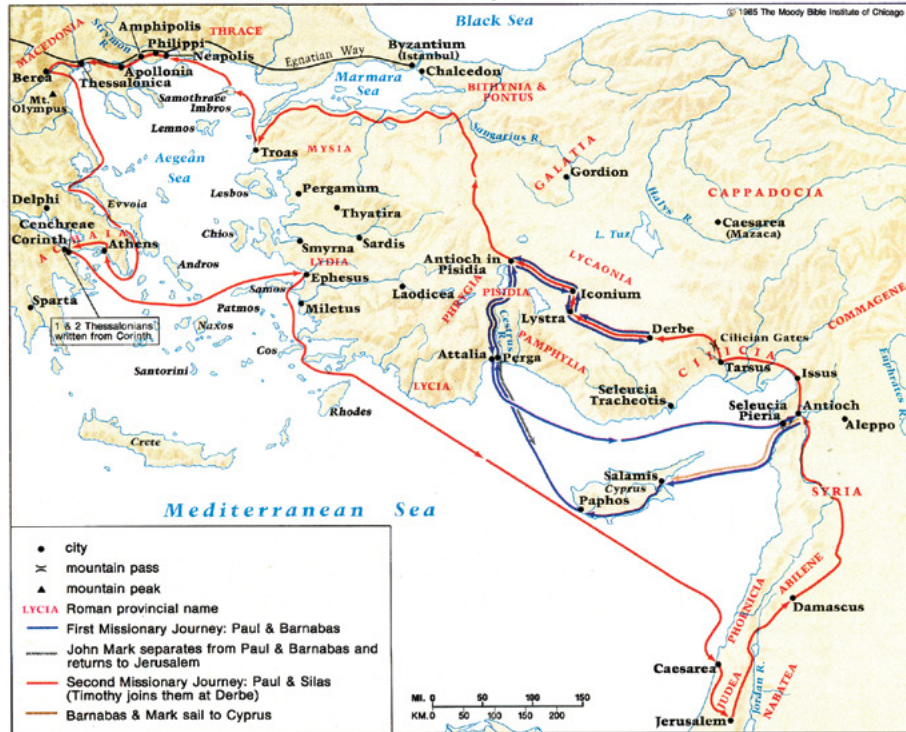 © 1985 The Moody Bible Institute of Chicago
Black Sea
MACEDONIA
Strymon R.
Amphipolis
Philippi
THRACE
Neapolis
Egnatian Way
Byzantium
(Istanbul)
Chalcedon
Berea
Apollonia
Thessalonica
Marmara
Sea
BITHYNIA &
PONTUS
Mt.
Olympus
Samothrace
Imbros
Lemnos
Sangarius R.
Troas
MYSIA
Aegean
Sea
GALATIA
Gordion
CAPPADOCIA
Halys R.
Lesbos
Pergamum
Delphi
Evvoia
Thyatira
Caesarea
(Mazaca)
Cenchreae
Corinth
ACHAIA
Athens
Chios
Smyrna
Sardis
L. Tuz
Andros
LYDIA
Ephesus
Antioch in
Pisidia
LYCAONIA
Samos
Laodicea
PHRYGIA
PISIDIA
Iconium
COMMAGENE
Sparta
Patmos
Miletus
Lystra
Derbe
1 & 2 Thessalonians
written from Corinth
Naxos
Cestrus R.
Cilician Gates
CILICIA
Cos
Attalia
Perga
PAMPHYLIA
Tarsus
Issus
Euphrates R.
Santorini
LYCIA
Seleucia
Tracheotis
Rhodes
Seleucia
Pieria
Antioch
Aleppo
Crete
Salamis
Cyprus
SYRIA
Paphos
Mediterranean Sea
PHORNICIA
ABILENE
Damascus
Caesarea
JUDEA
Jordan R.
NABATEA
Jerusalem
city
mountain pass
mountain peak
LYCIA Roman provincial name
First Missionary Journey: Paul & Barnabas
John Mark separates from Paul & Barnabas and
returns to Jerusalem
Second Missionary Journey: Paul & Silas
(Timothy joins them at Derbe)
Barnabas & Mark sail to Cyprus
MI. 0 50 100 150
KM. 0 50 100 150 200